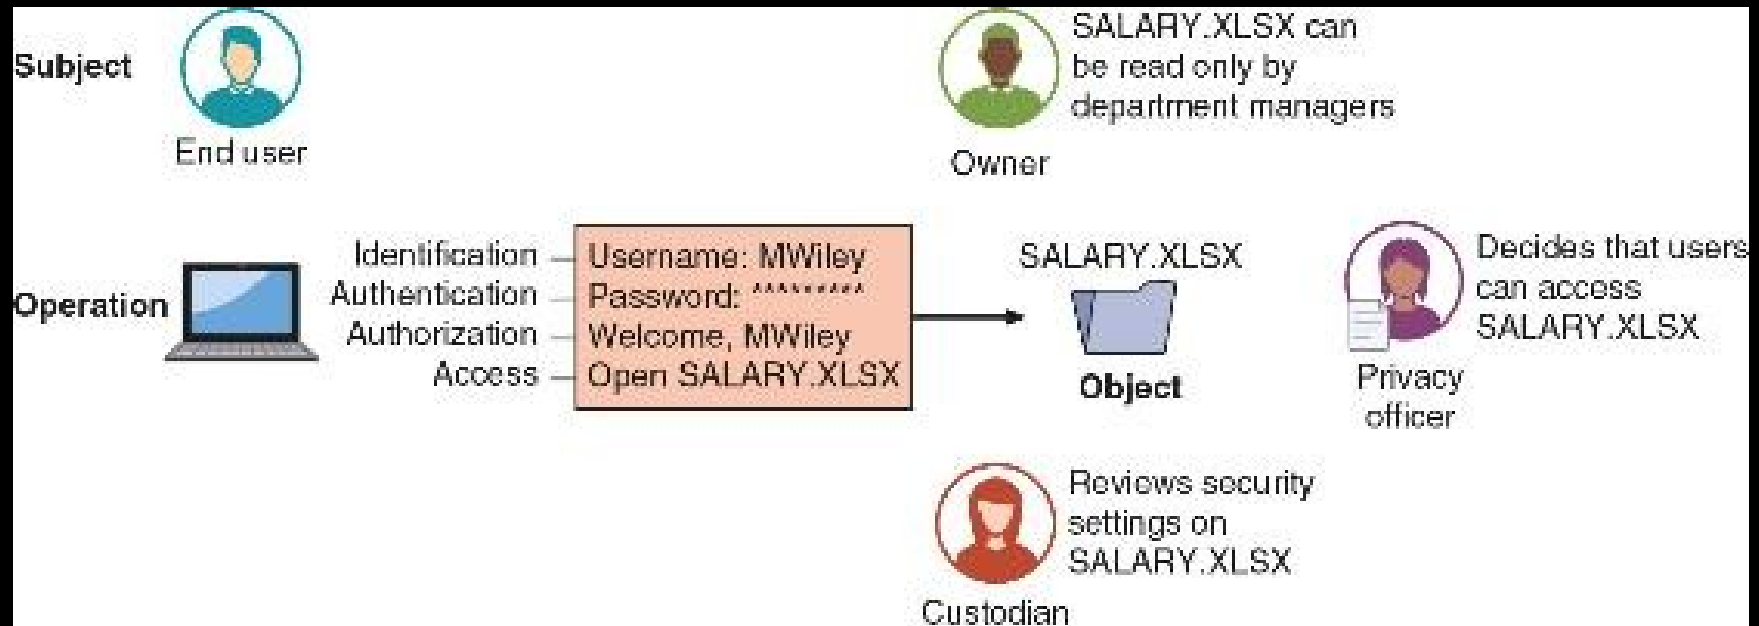 Subject
End user
SALARY.XLSX can
be read only by
department managers
Owner
Operation
Identification
Authentication
Authorization
Access
Username: MWiley
Password: *********
Welcome, MWiley
Open SALARY.XLSX
SALARY.XLSX
Object
Decides that users
can access
SALARY.XLSX
Privacy
officer
Reviews security
settings on
SALARY.XLSX
Custodian